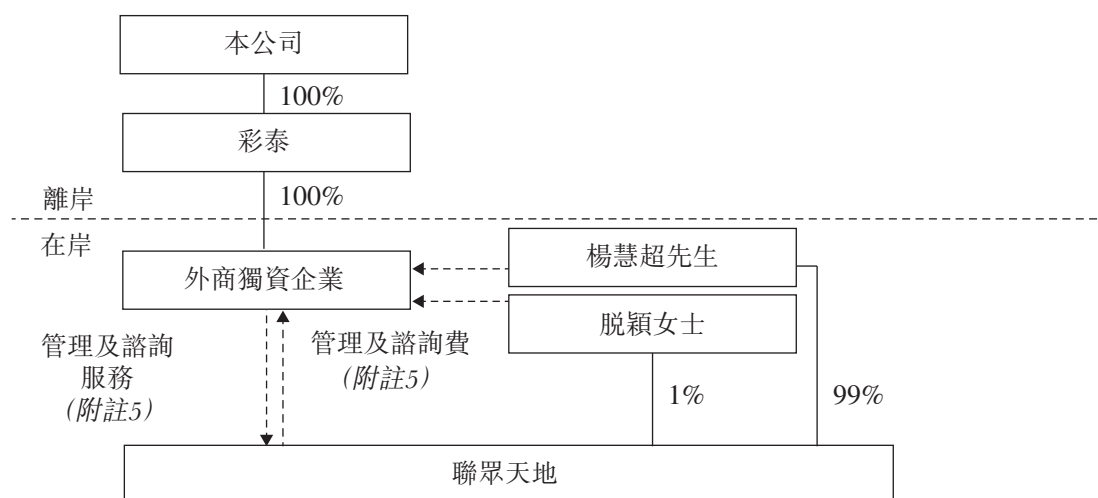 本公司
100%
彩泰
離岸
100%
在岸
外商獨資企業
楊慧超先生
脱穎女士
管理及諮詢
服務
(附註5)
管理及諮詢費
(附註5)
1%
99%
聯眾天地